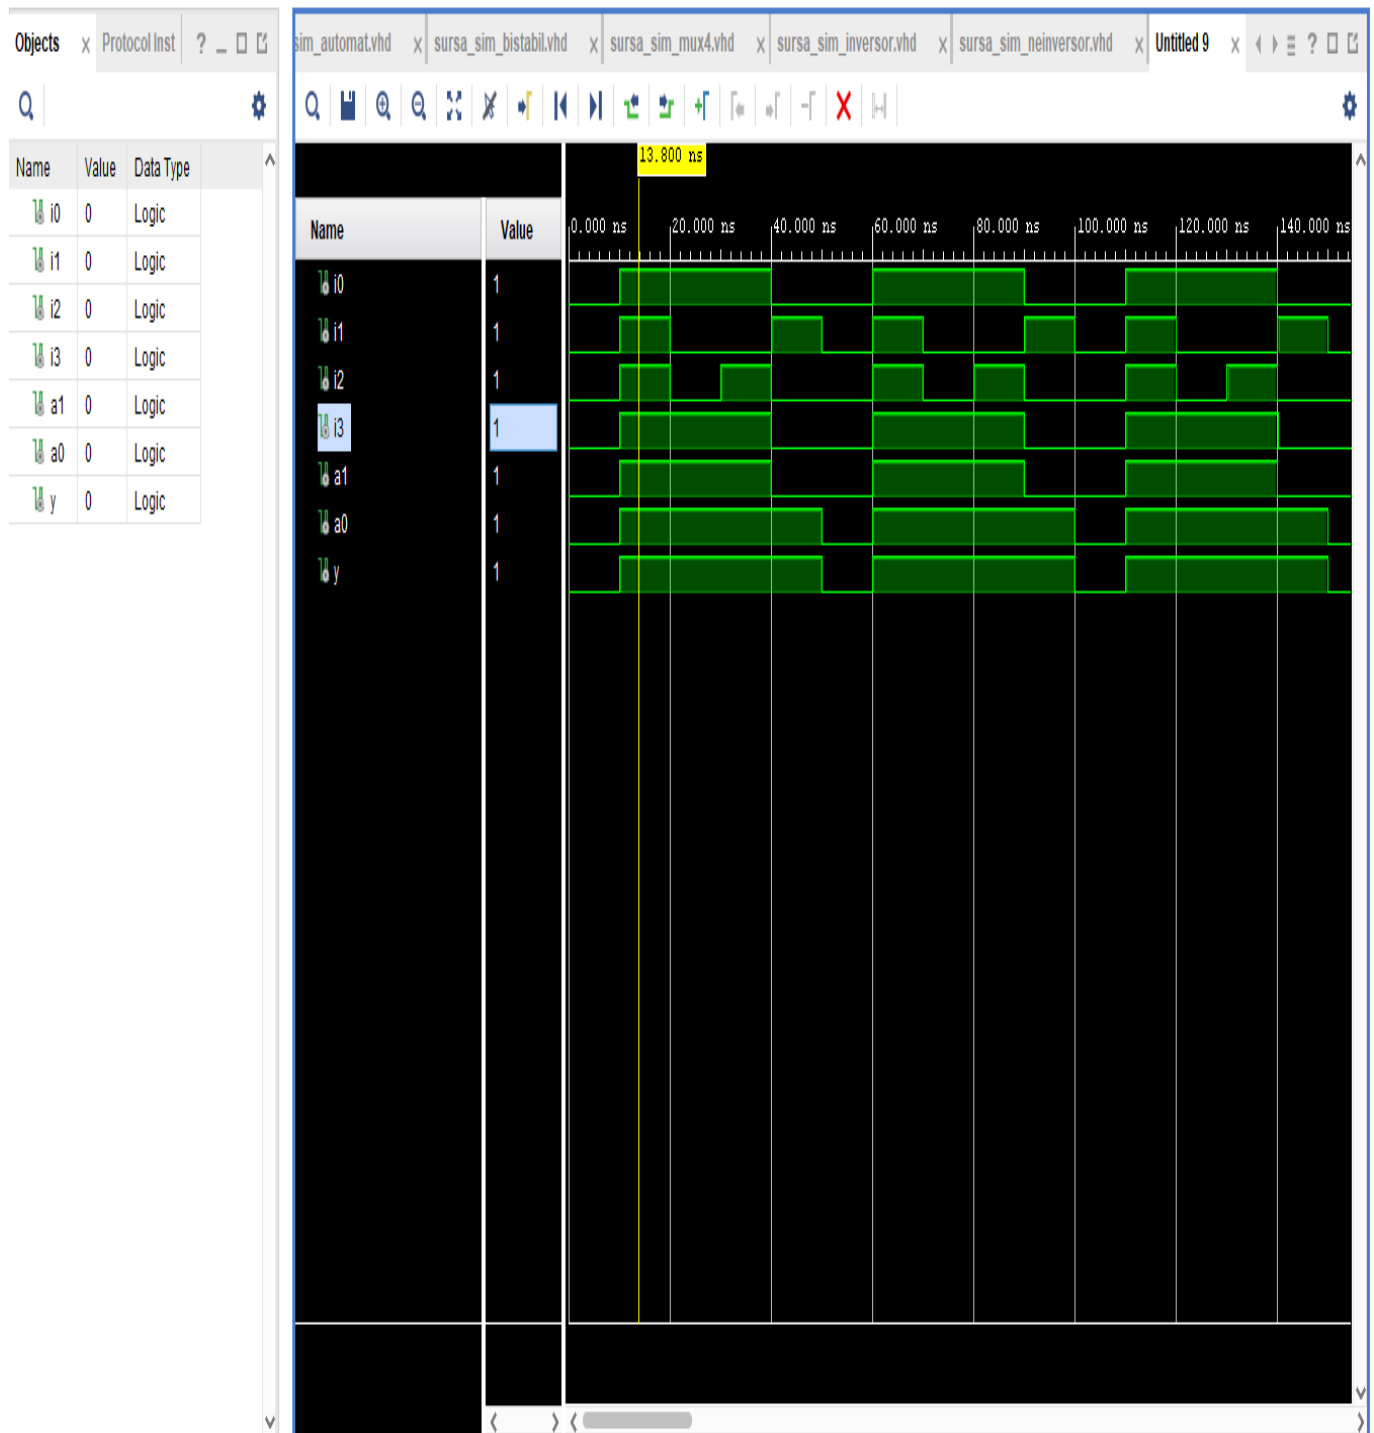 Objects × Protocol Inst ? _
sim_automat.vhd × sursa_sim_bistabil.vhd × sursa_sim_mux4.vhd × sursa_sim_inversor.vhd × sursa_sim_neinversor.vhd × Untitled 9 × ?
Name Value Data Type
i0 0 Logic
i1 0 Logic
i2 0 Logic
i3 0 Logic
a1 0 Logic
a0 0 Logic
y 0 Logic
13.800 ns
Name Value
0.000 ns 20.000 ns 40.000 ns 60.000 ns 80.000 ns 100.000 ns 120.000 ns 140.000 ns
i0 1
i1 1
i2 1
i3 1
a1 1
a0 1
y 1